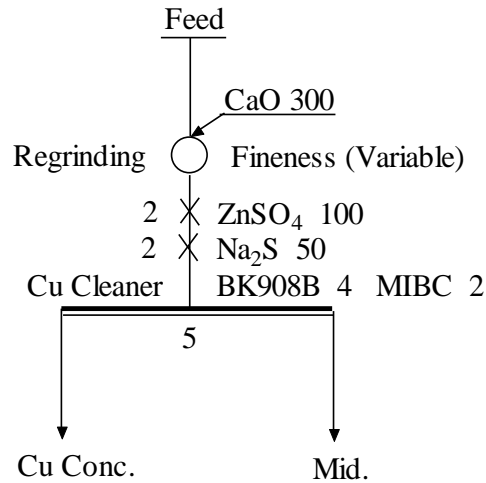 Feed
CaO 300
Regrinding Fineness (Variable)
2 ZnSO₄ 100
2 Na₂S 50
Cu Cleaner BK908B 4 MIBC 2
5
Cu Conc. Mid.